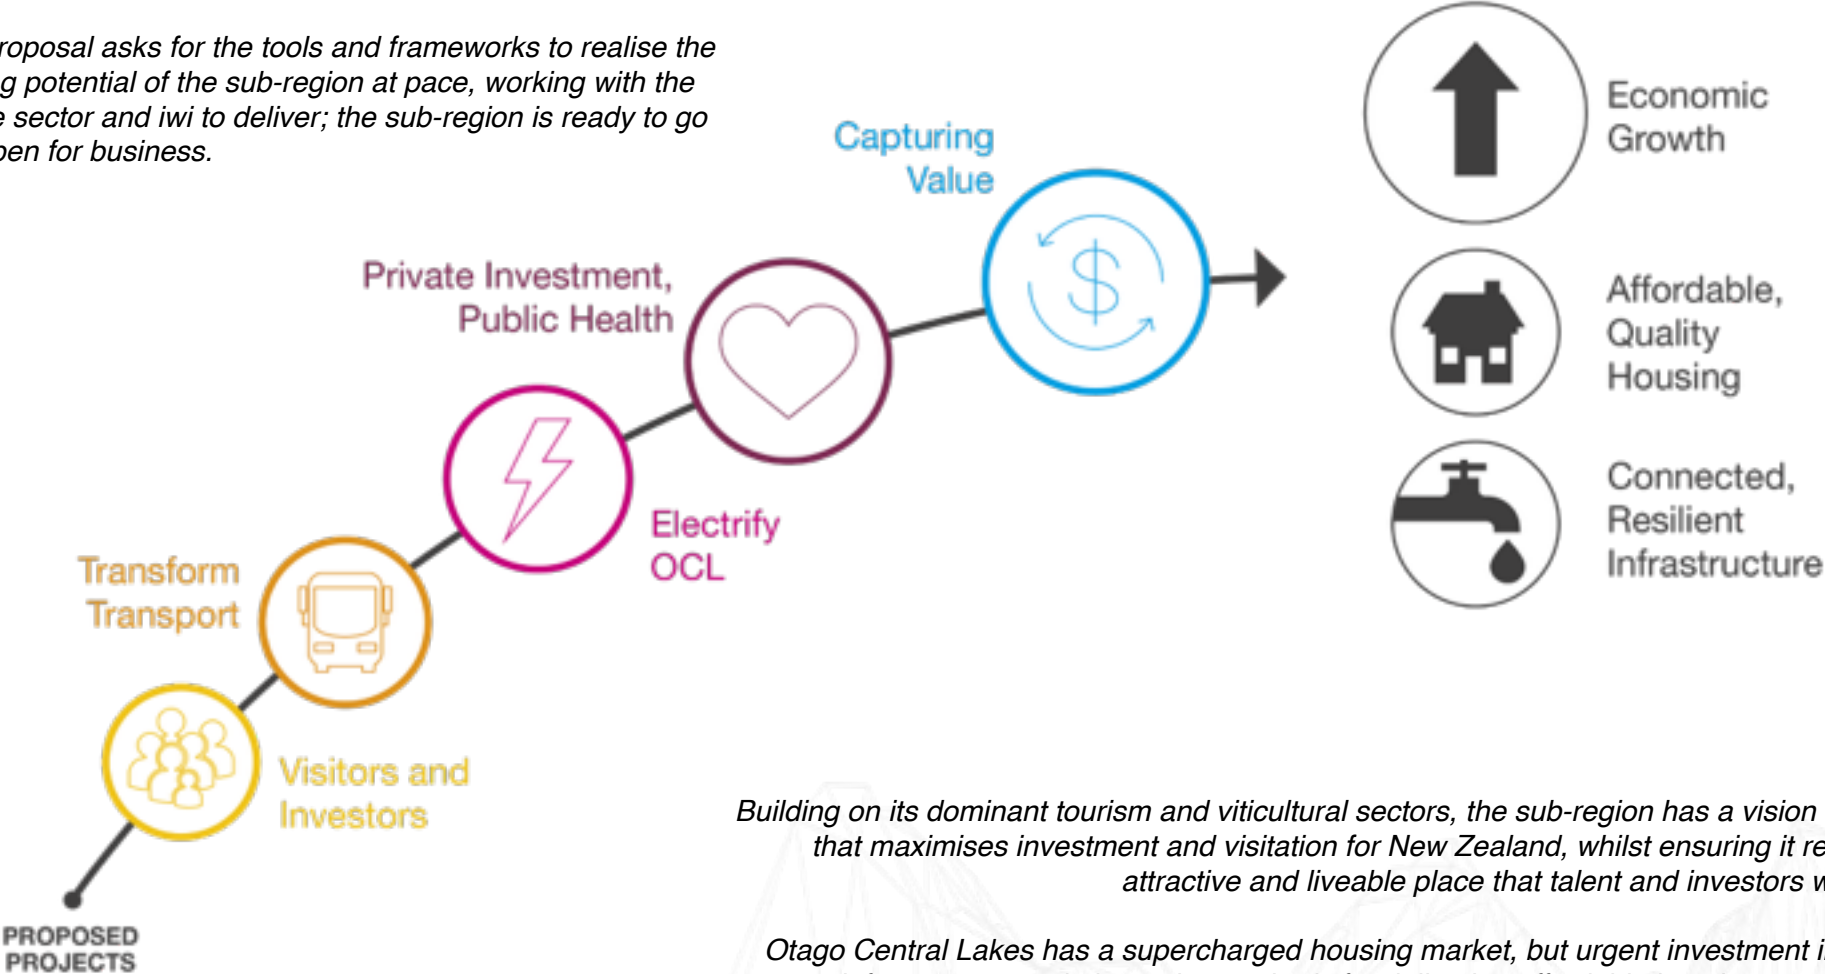 roposal asks for the tools and frameworks to realise the
g potential of the sub-region at pace, working with the
e sector and iwi to deliver; the sub-region is ready to go
pen for business.
Capturing
Value
Private Investment,
Public Health
Electrify
OCL
Transform
Transport
Visitors and
Investors
PROPOSED
PROJECTS
Economic
Growth
Affordable,
Quality
Housing
Connected,
Resilient
Infrastructure
Building on its dominant tourism and viticultural sectors, the sub-region has a vision
that maximises investment and visitation for New Zealand, whilst ensuring it re
attractive and liveable place that talent and investors w
Otago Central Lakes has a supercharged housing market, but urgent investment i